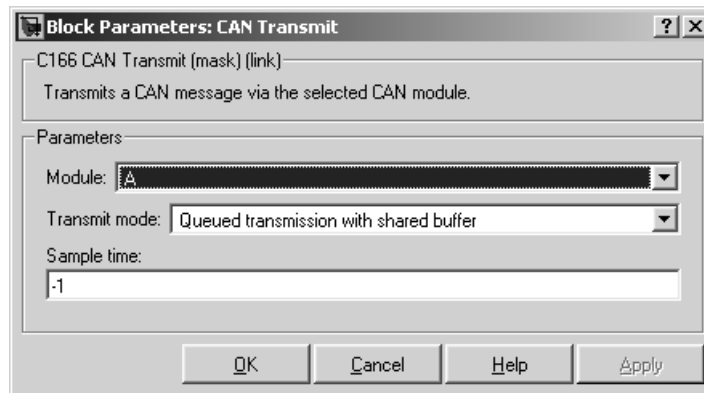 Block Parameters: CAN Transmit
C166 CAN Transmit (mask) (link)
Transmits a CAN message via the selected CAN module.
Parameters
Module: A
Transmit mode: Queued transmission with shared buffer
Sample time:
-1
OK Cancel Help Apply